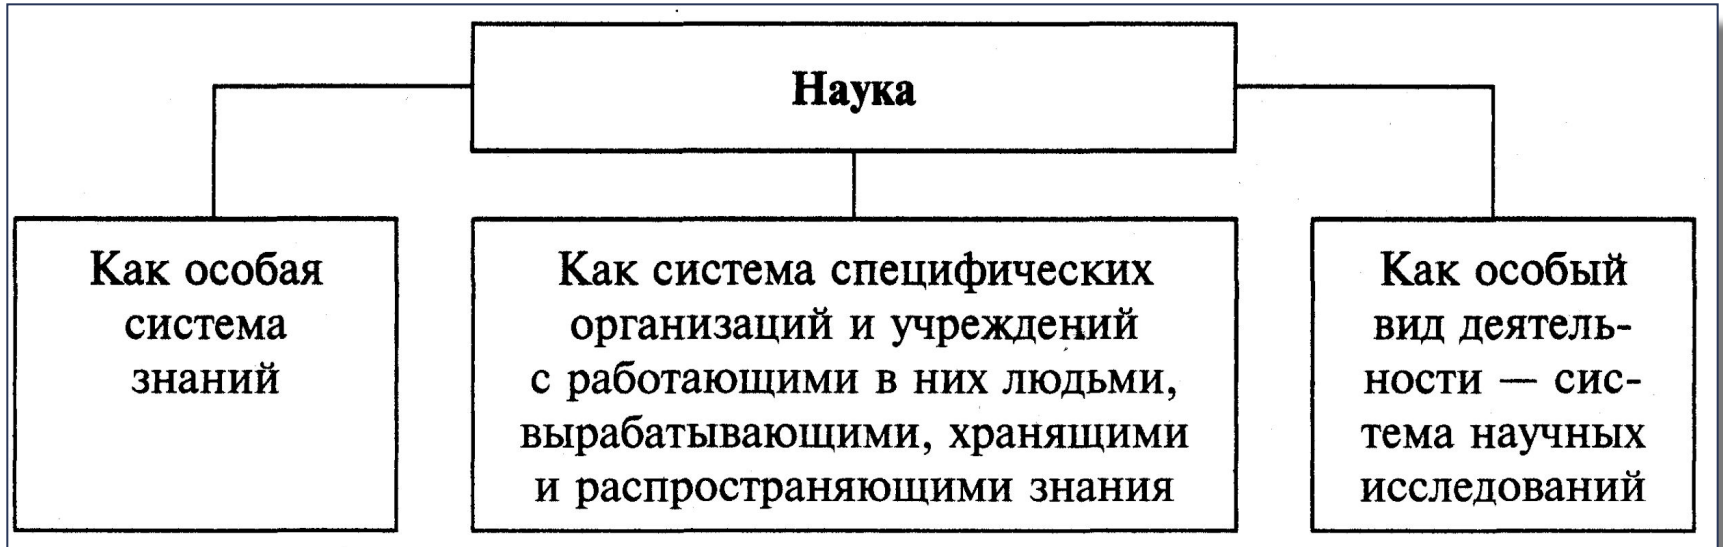 Наука
Как особая
система
знаний
Как система специфических
организаций и учреждений
с работающими в них людьми,
вырабатывающими, хранящими
и распространяющими знания
Как особый
вид деятель-
ности — сис-
тема научных
исследований